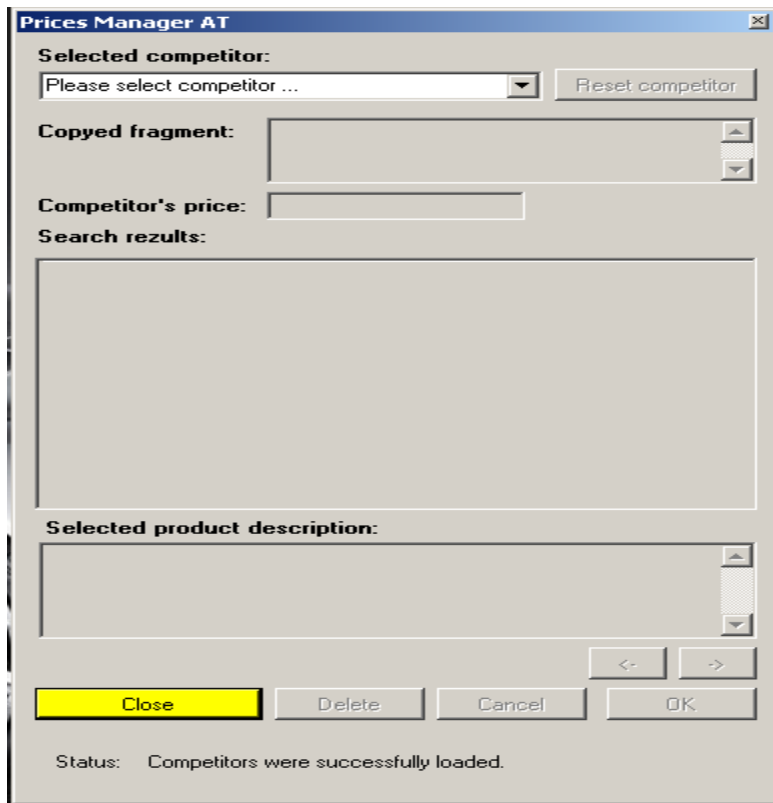 Prices Manager AT
Selected competitor:
Please select competitor ...
Reset competitor
Copyed fragment:
Competitor's price:
Search rezults:
Selected product description:
<- ->
Close Delete Cancel OK
Status: Competitors were successfully loaded.